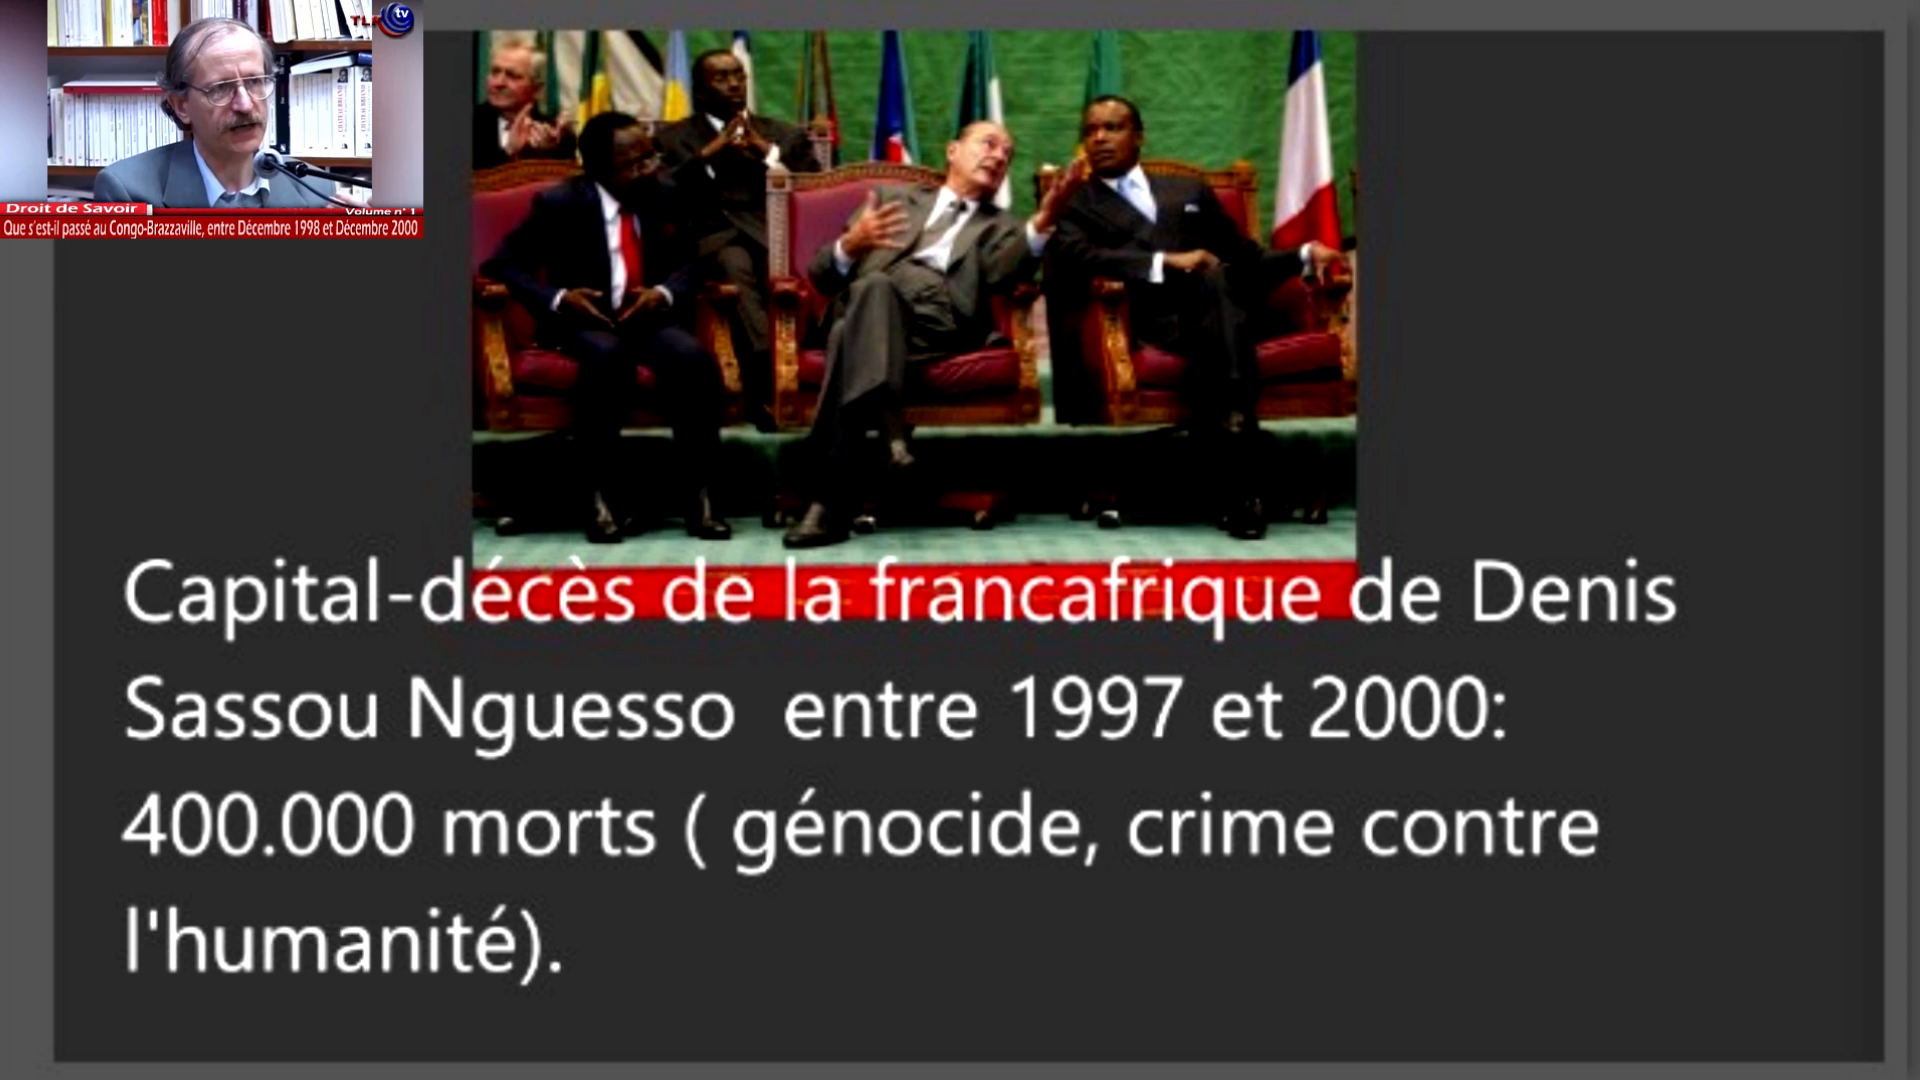 TLK tv
Droit de Savoir
Volume n° 1
Que s'est-il passé au Congo-Brazzaville, entre Décembre 1998 et Décembre 2000
Capital-décès de la francafrique de Denis
Sassou Nguesso entre 1997 et 2000:
400.000 morts ( génocide, crime contre
l'humanité).